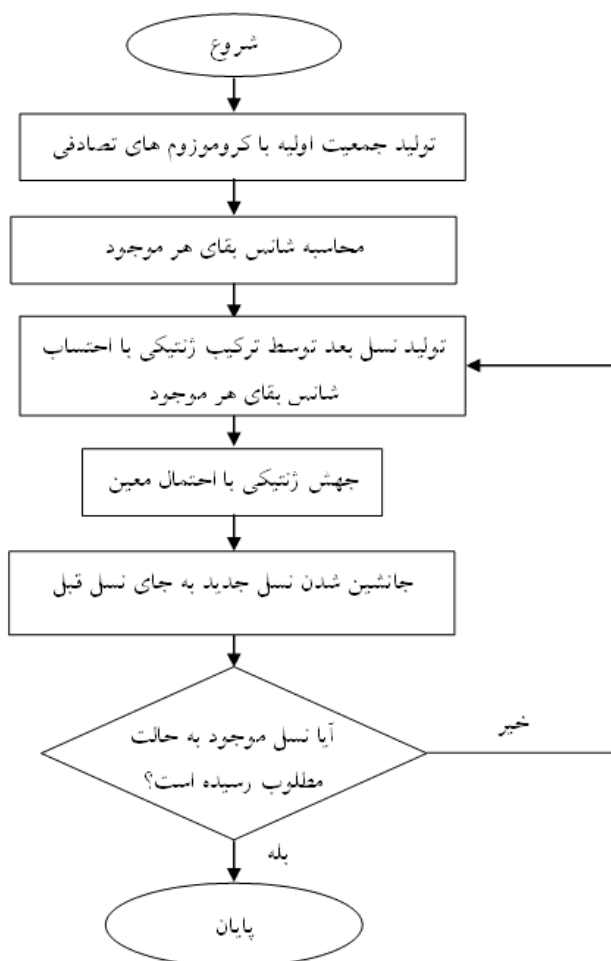 شروع
تولید جمعیت اولیه با کروموزوم های تصادفی
محاسبه شانس بقای هر موجود
تولید نسل بعد توسط ترکیب ژنتیکی با احتساب
شانس بقای هر موجود
جهش ژنتیکی با احتمال معین
جانشین شدن نسل جدید به جای نسل قبل
آیا نسل موجود به حالت
مطلوب رسیده است؟
خیر
بله
پایان